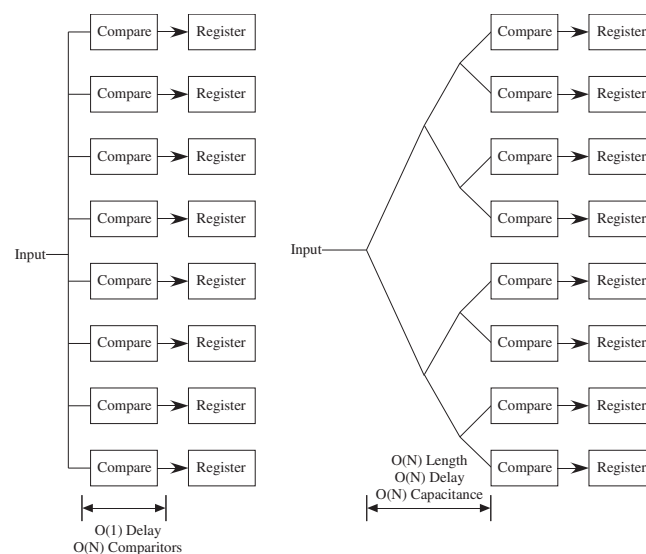 Compare Register Compare Register
Compare Register Compare Register
Compare Register Compare Register
Compare Register Compare Register
Input Input
Compare Register Compare Register
Compare Register Compare Register
Compare Register Compare Register
Compare Register Compare Register
O(N) Length
O(N) Delay
O(N) Capacitance
O(1) Delay
O(N) Comparitors